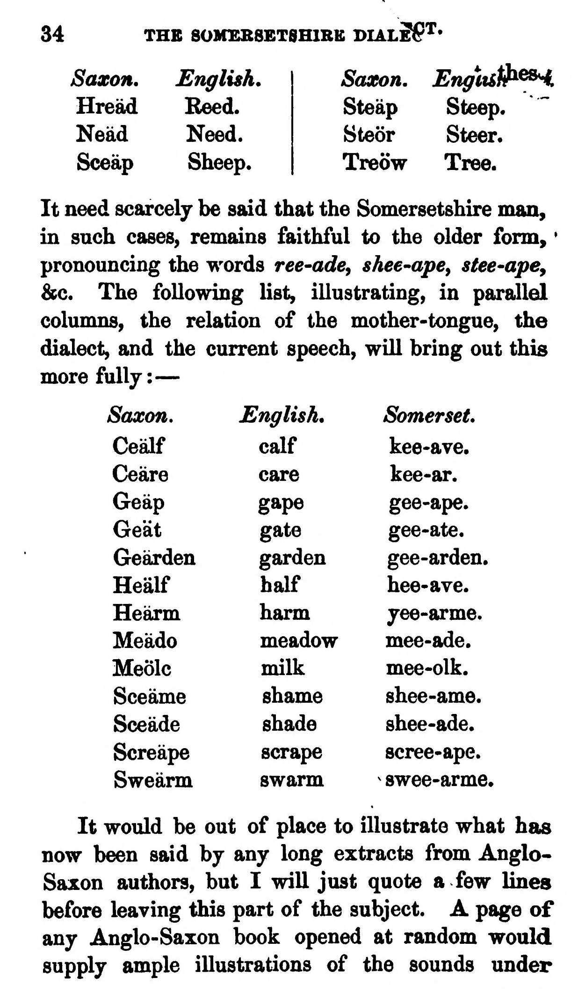 34 THE SOMERSETSHIRE DIALECT.
Saxon. English. Saxon. English.
Hreäd Reed. Steäp Steep.
Neäd Need. Steör Steer.
Sceäp Sheep. Treöw Tree.
It need scarcely be said that the Somersetshire man,
in such cases, remains faithful to the older form,
pronouncing the words ree-ade, shee-ape, stee-ape,
&c. The following list, illustrating, in parallel
columns, the relation of the mother-tongue, the
dialect, and the current speech, will bring out this
more fully:—
Saxon. English. Somerset.
Ceälf calf kee-ave.
Ceäre care kee-ar.
Geäp gape gee-ape.
Geät gate gee-ate.
Geärden garden gee-arden.
Heälf half hee-ave.
Heärm harm yee-arme.
Meädo meadow mee-ade.
Meölc milk mee-olk.
Sceäme shame shee-ame.
Sceäde shade shee-ade.
Screäpe scrape scree-ape.
Sweärm swarm swee-arme.
It would be out of place to illustrate what has
now been said by any long extracts from Anglo-
Saxon authors, but I will just quote a few lines
before leaving this part of the subject. A page of
any Anglo-Saxon book opened at random would
supply ample illustrations of the sounds under